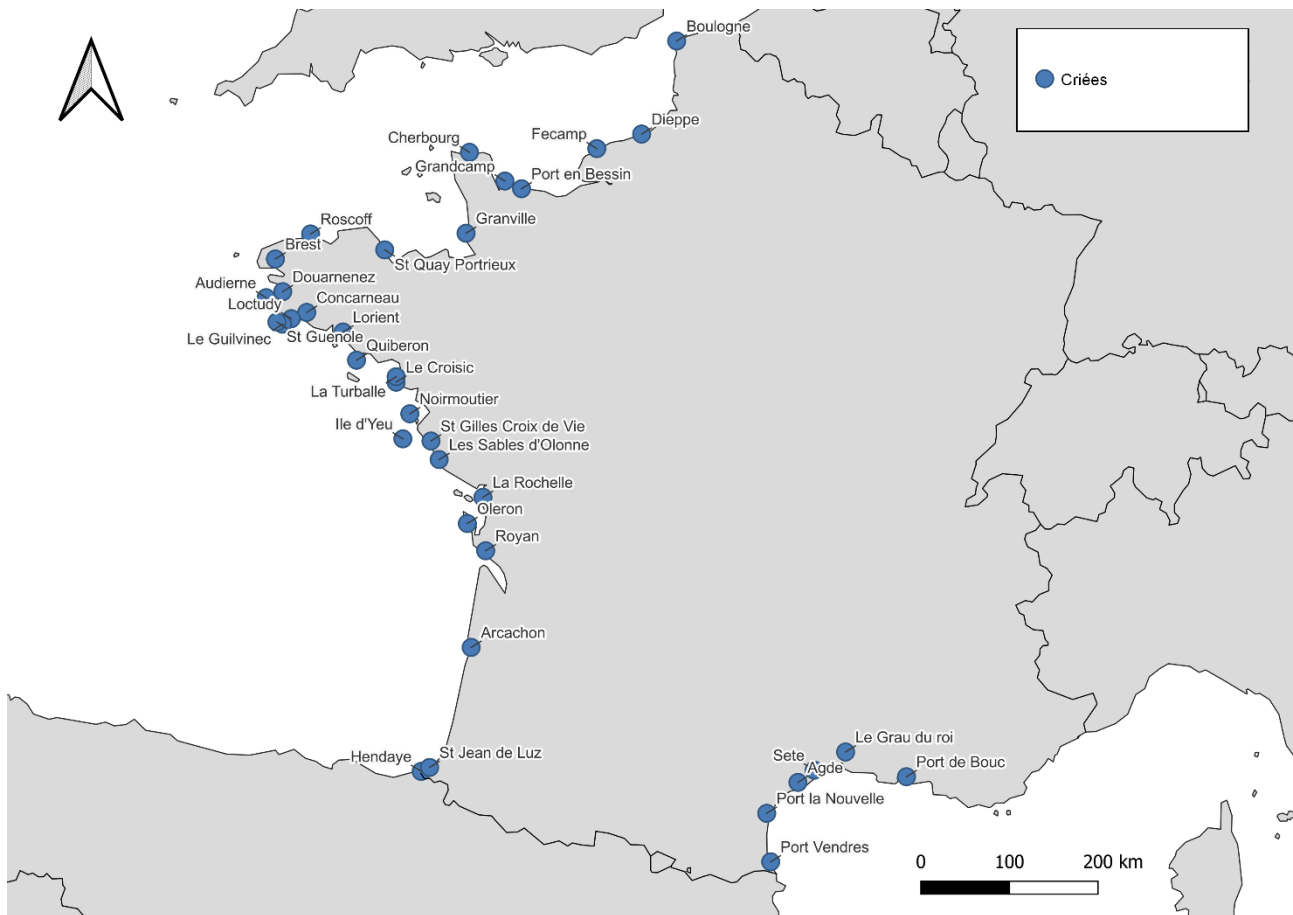 Boulogne
Criées
Dieppe
Fecamp
Cherbourg
Grandcamp
Port en Bessin
Roscoff
Granville
Brest
St Quay Portrieux
Audierne
Douarnenez
Loctudy
Concarneau
Lorient
Le Guilvinec
St Guenole
Quiberon
Le Croisic
La Turballe
Noirmoutier
Ile d'Yeu
St Gilles Croix de Vie
Les Sables d'Olonne
La Rochelle
Oleron
Royan
Arcachon
Hendaye
St Jean de Luz
Le Grau du roi
Sete
Agde
Port de Bouc
Port la Nouvelle
Port Vendres
0 100 200 km